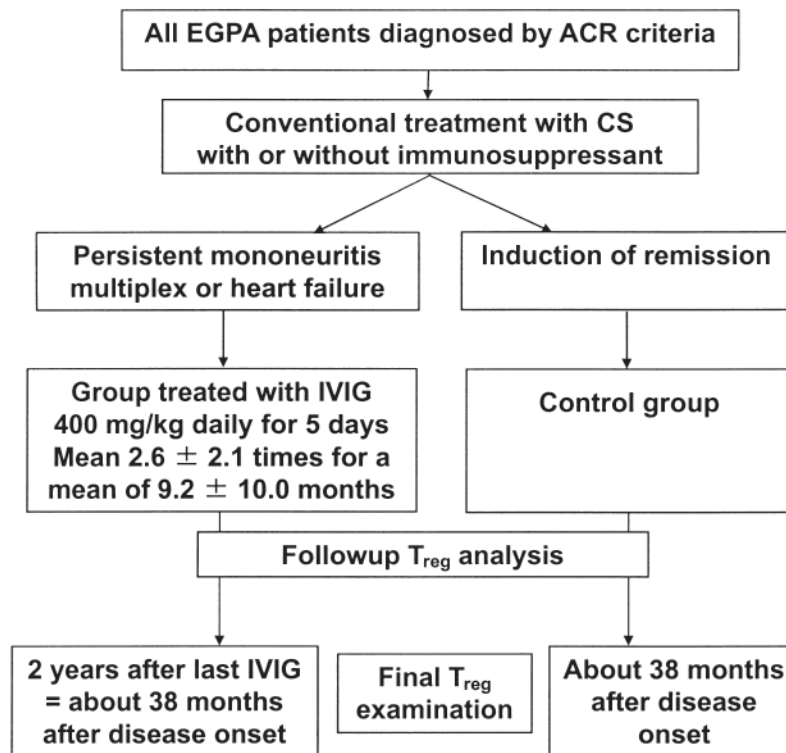 All EGPA patients diagnosed by ACR criteria
Conventional treatment with CS
with or without immunosuppressant
Persistent mononeuritis
multiplex or heart failure
Induction of remission
Group treated with IVIG
400 mg/kg daily for 5 days
Mean 2.6 ± 2.1 times for a
mean of 9.2 ± 10.0 months
Control group
Followup Treg analysis
2 years after last IVIG
= about 38 months
after disease onset
Final Treg
examination
About 38 months
after disease
onset